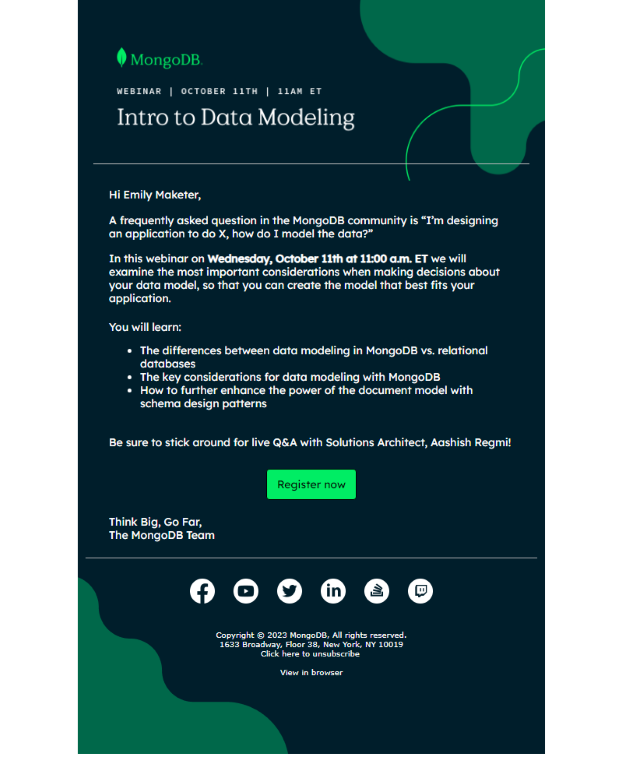 MongoDB.
WEBINAR | OCTOBER 11TH | 11AM ET
Intro to Data Modeling
Hi Emily Maketer,
A frequently asked question in the MongoDB community is “I’m designing
an application to do X, how do I model the data?”
In this webinar on Wednesday, October 11th at 11:00 a.m. ET we will
examine the most important considerations when making decisions about
your data model, so that you can create the model that best fits your
application.
You will learn:
• The differences between data modeling in MongoDB vs. relational
databases
• The key considerations for data modeling with MongoDB
• How to further enhance the power of the document model with
schema design patterns
Be sure to stick around for live Q&A with Solutions Architect, Aashish Regmi!
Register now
Think Big, Go Far,
The MongoDB Team
in
Copyright © 2023 MongoDB, All rights reserved.
1633 Broadway, Floor 38, New York, NY 10019
Click here to unsubscribe
View in browser